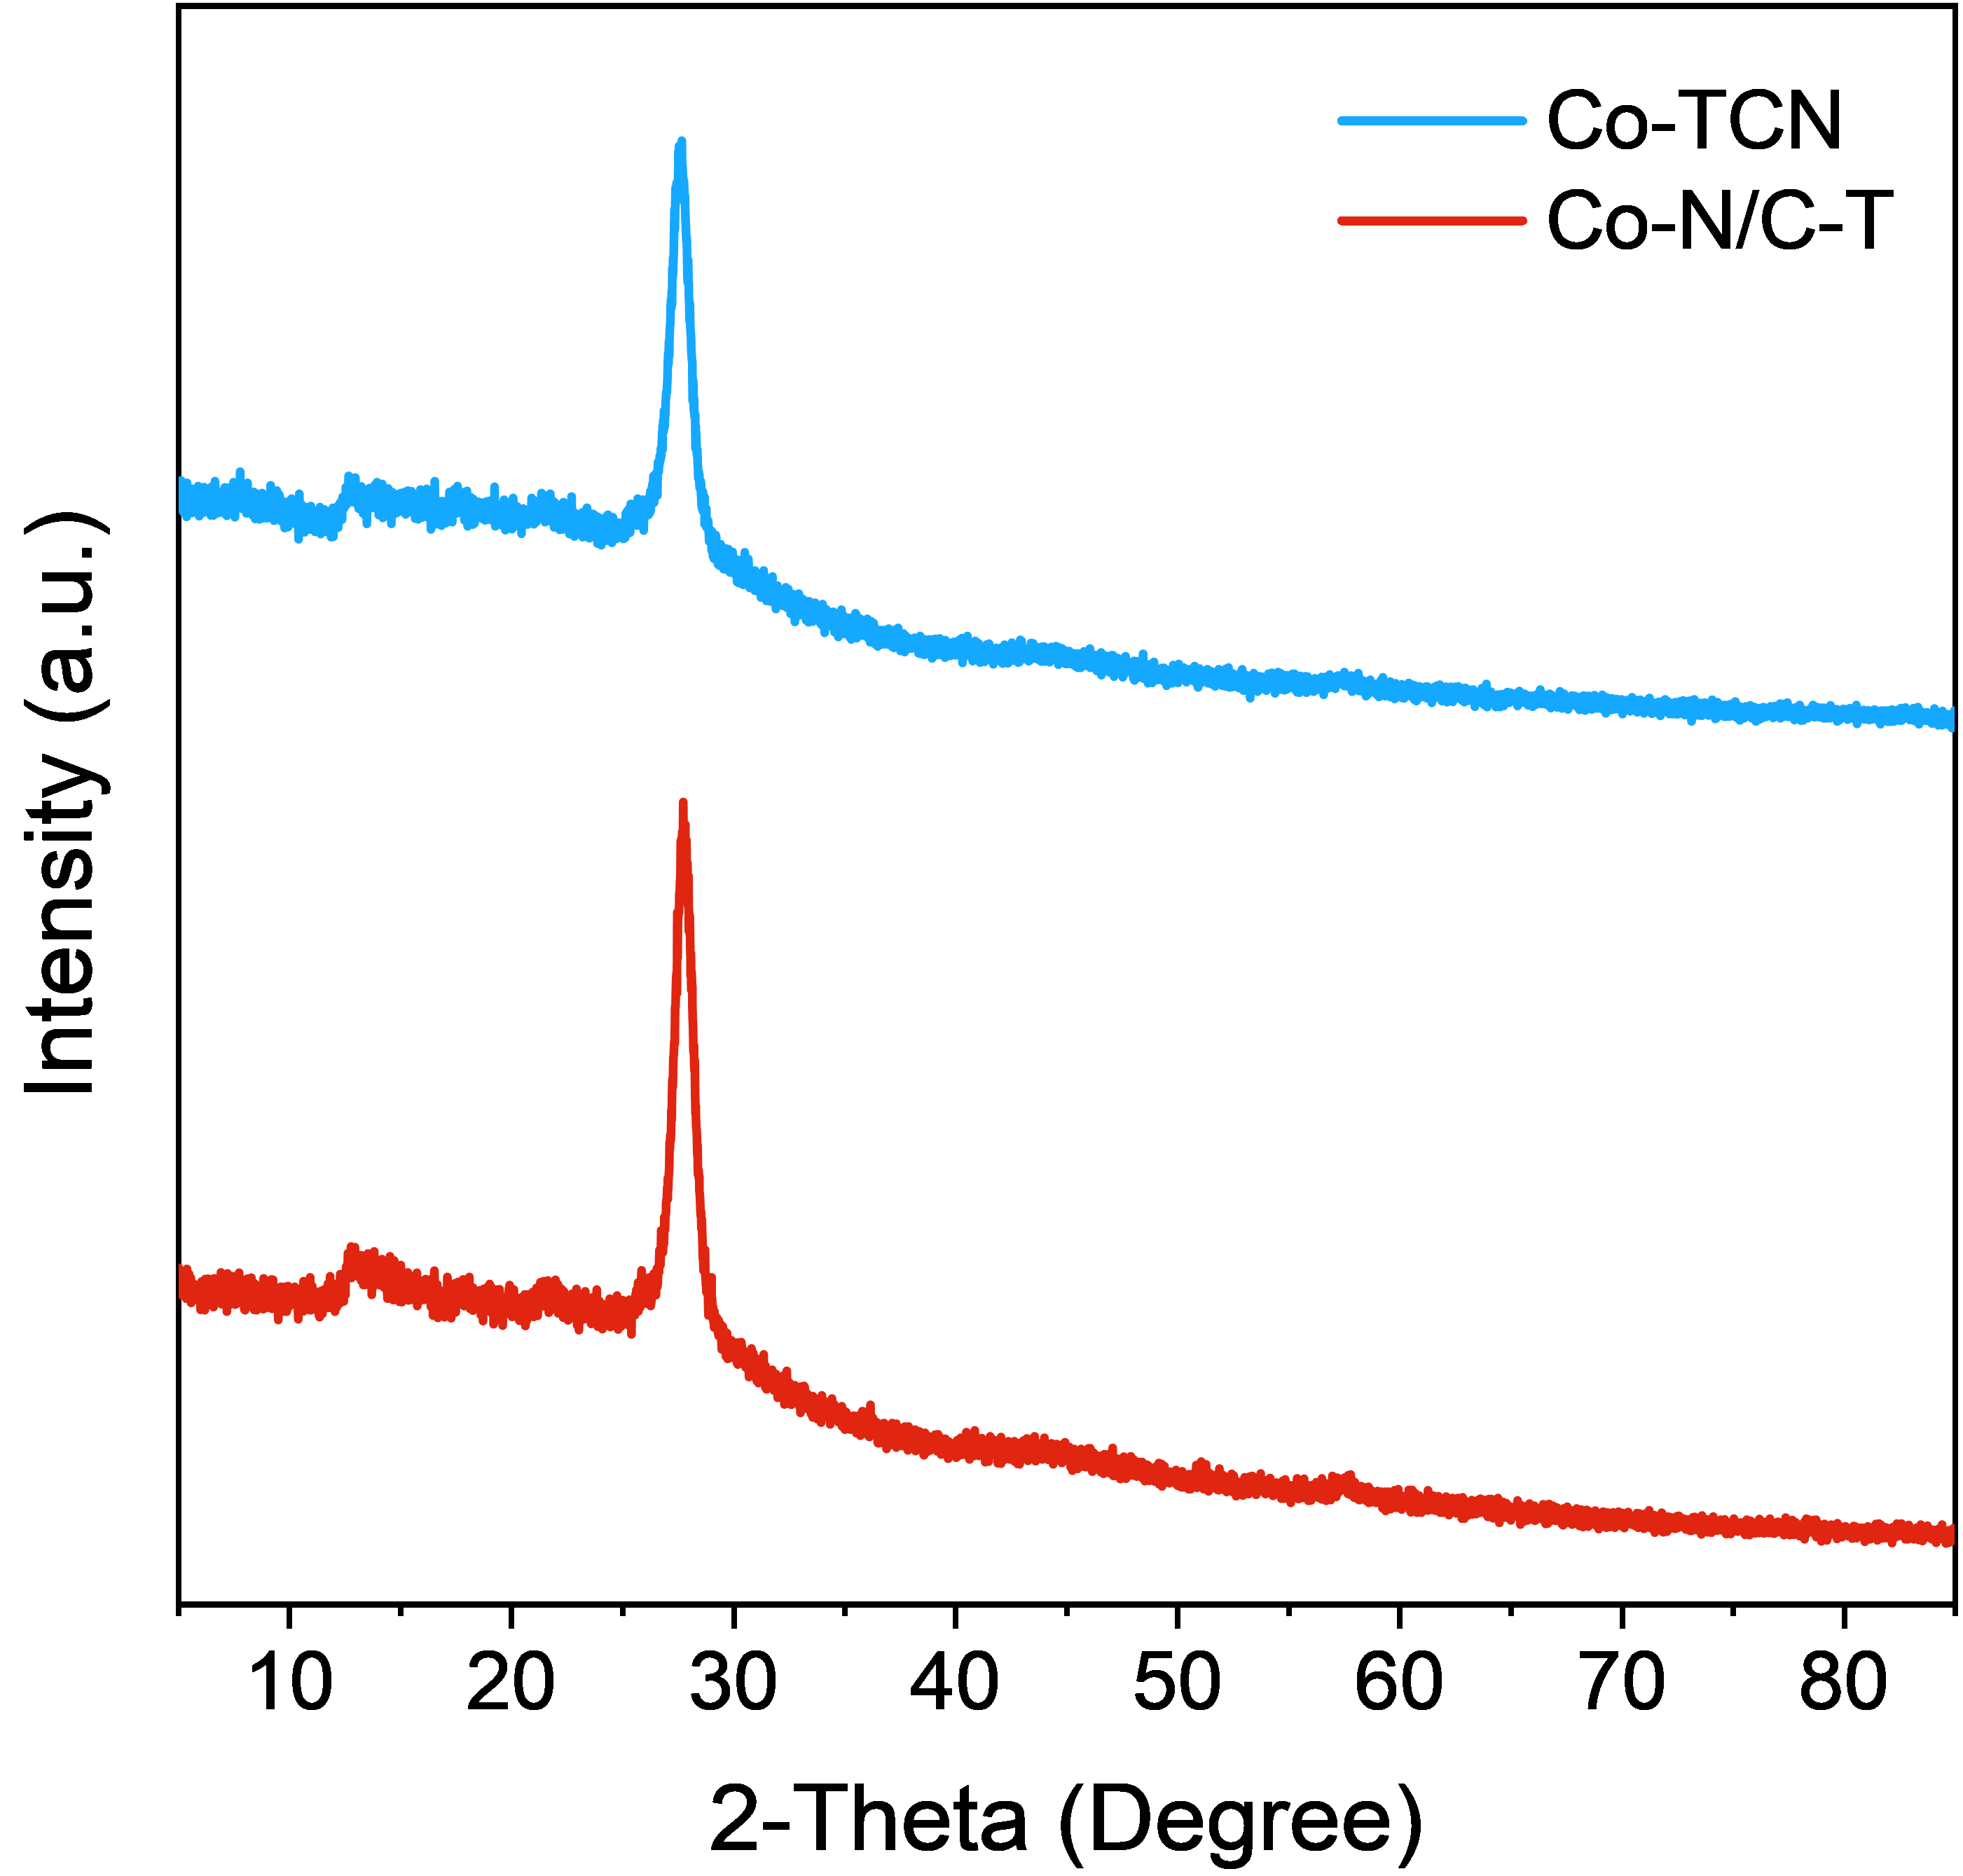 Co-TCN
Co-N/C-T
Intensity (a.u.)
10 20 30 40 50 60 70 80
2-Theta (Degree)